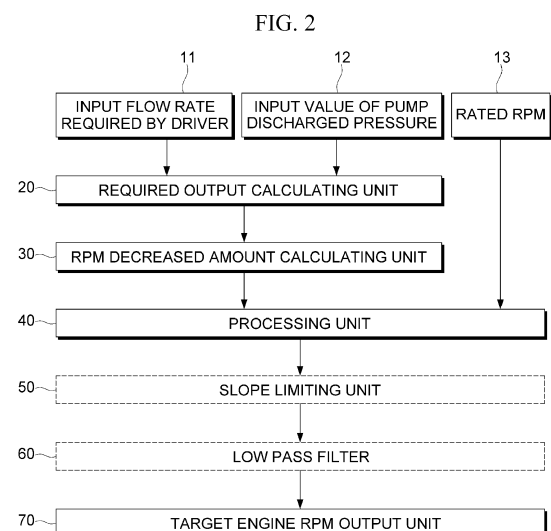 FIG. 2
11
12
13
INPUT FLOW RATE
REQUIRED BY DRIVER
INPUT VALUE OF PUMP
DISCHARGED PRESSURE
RATED RPM
20
REQUIRED OUTPUT CALCULATING UNIT
30
RPM DECREASED AMOUNT CALCULATING UNIT
40
PROCESSING UNIT
50
SLOPE LIMITING UNIT
60
LOW PASS FILTER
70
TARGET ENGINE RPM OUTPUT UNIT